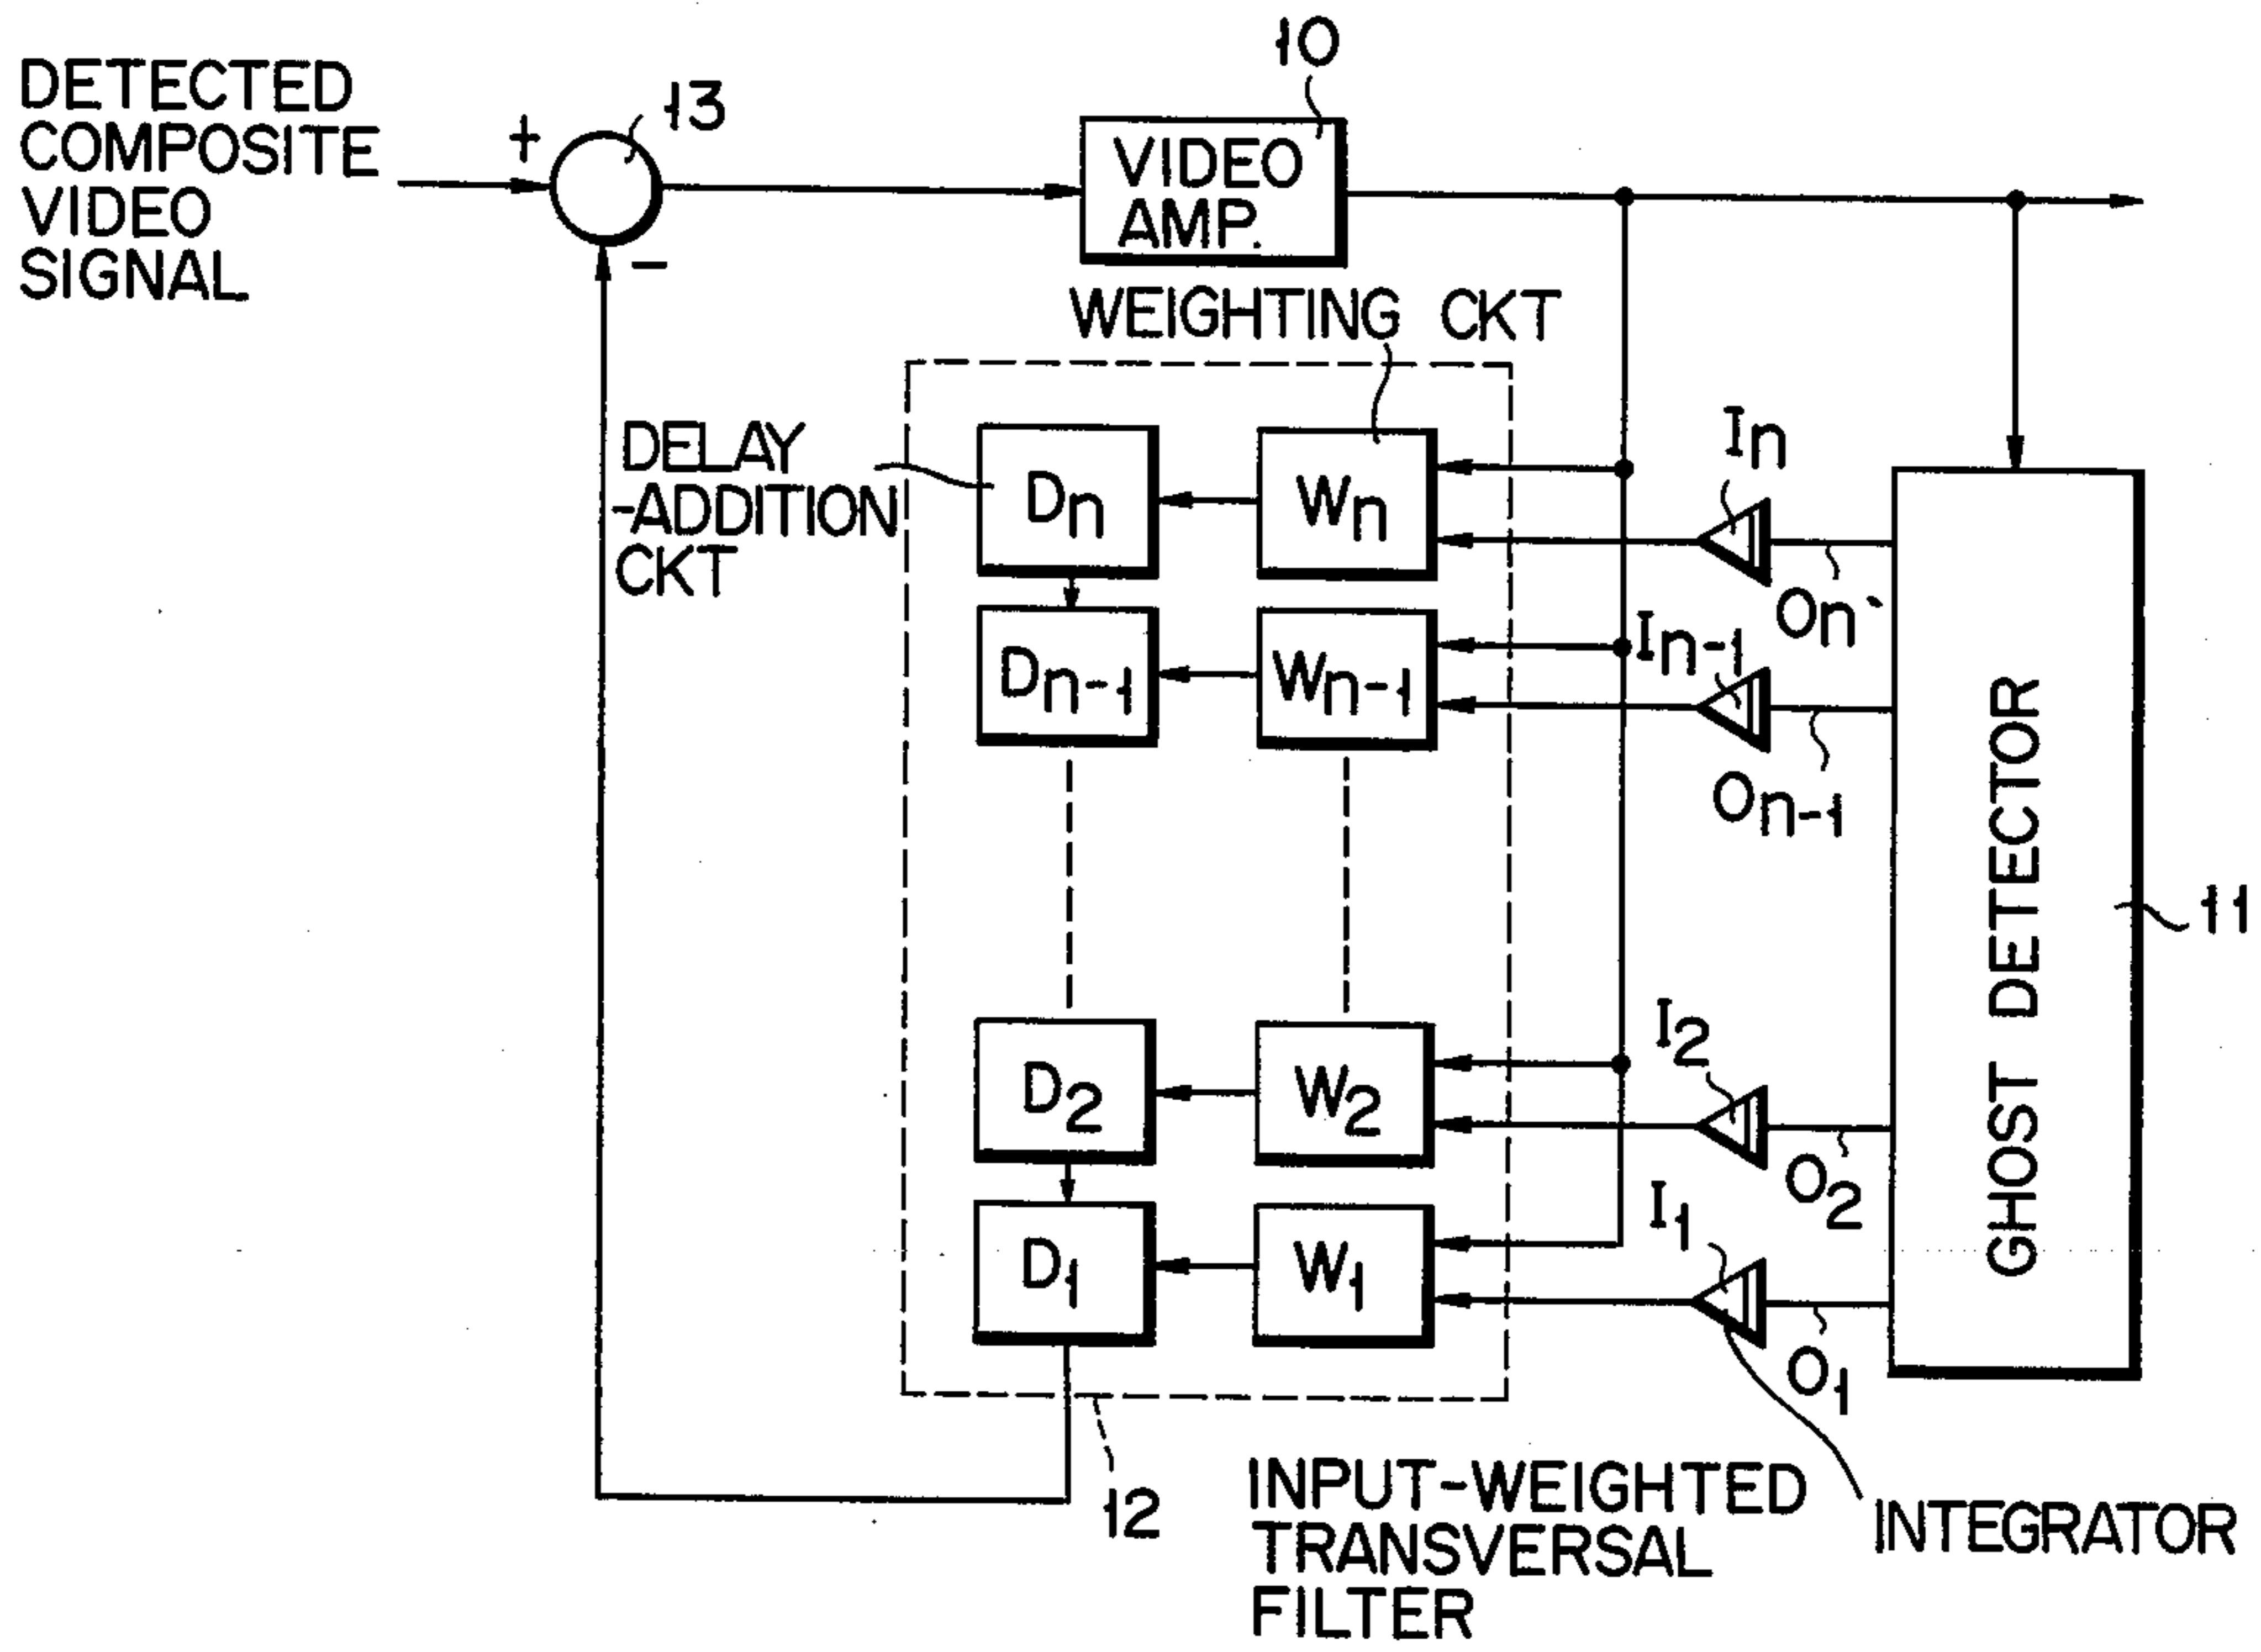 10
DETECTED
COMPOSITE
VIDEO
SIGNAL
+
13
VIDEO
AMP.
−
WEIGHTING CKT
DELAY
-ADDITION
CKT
Dn
Wn
In
On
Dn-1
Wn-1
In-1
On-1
GHOST DETECTOR
11
D2
W2
I2
O2
D1
W1
I1
O1
12
INPUT-WEIGHTED
TRANSVERSAL
FILTER
INTEGRATOR